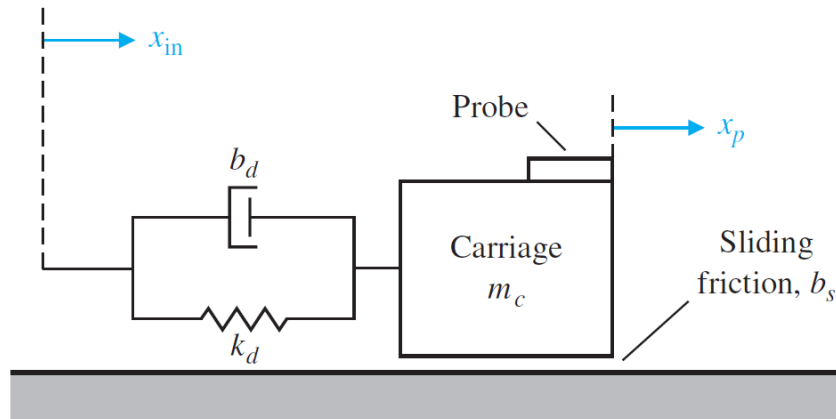 x_in
Probe
x_p
b_d
Carriage
m_c
Sliding
friction, b_s
k_d